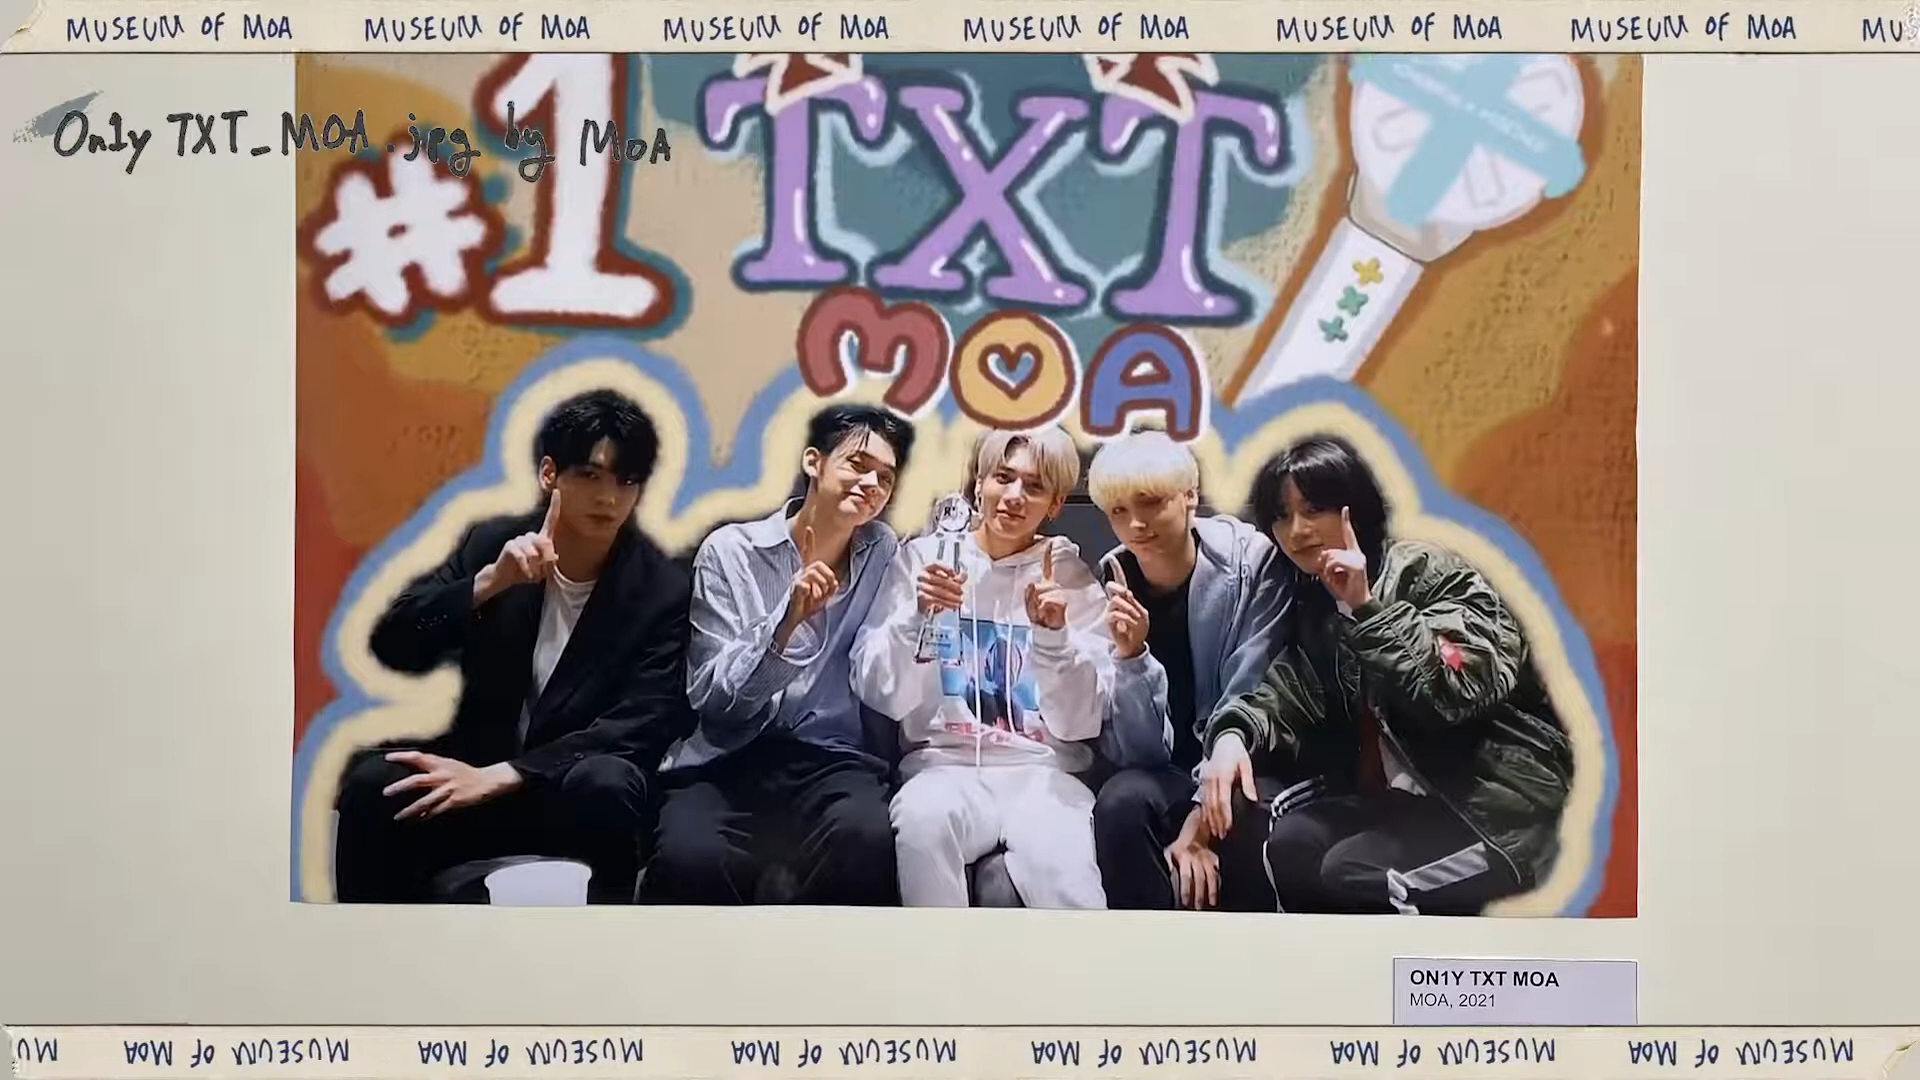 MUSEUM OF MOA MUSEUM OF MOA MUSEUM OF MOA MUSEUM OF MOA MUSEUM OF MOA MUSEUM OF MOA MU
On1y TXT_MOA.jpg by MOA
#1 TXT
MOA
ON1Y TXT MOA
MOA, 2021
MUSEUM OF MOA MUSEUM OF MOA MUSEUM OF MOA MUSEUM OF MOA MUSEUM OF MOA MUSEUM OF MOA MU